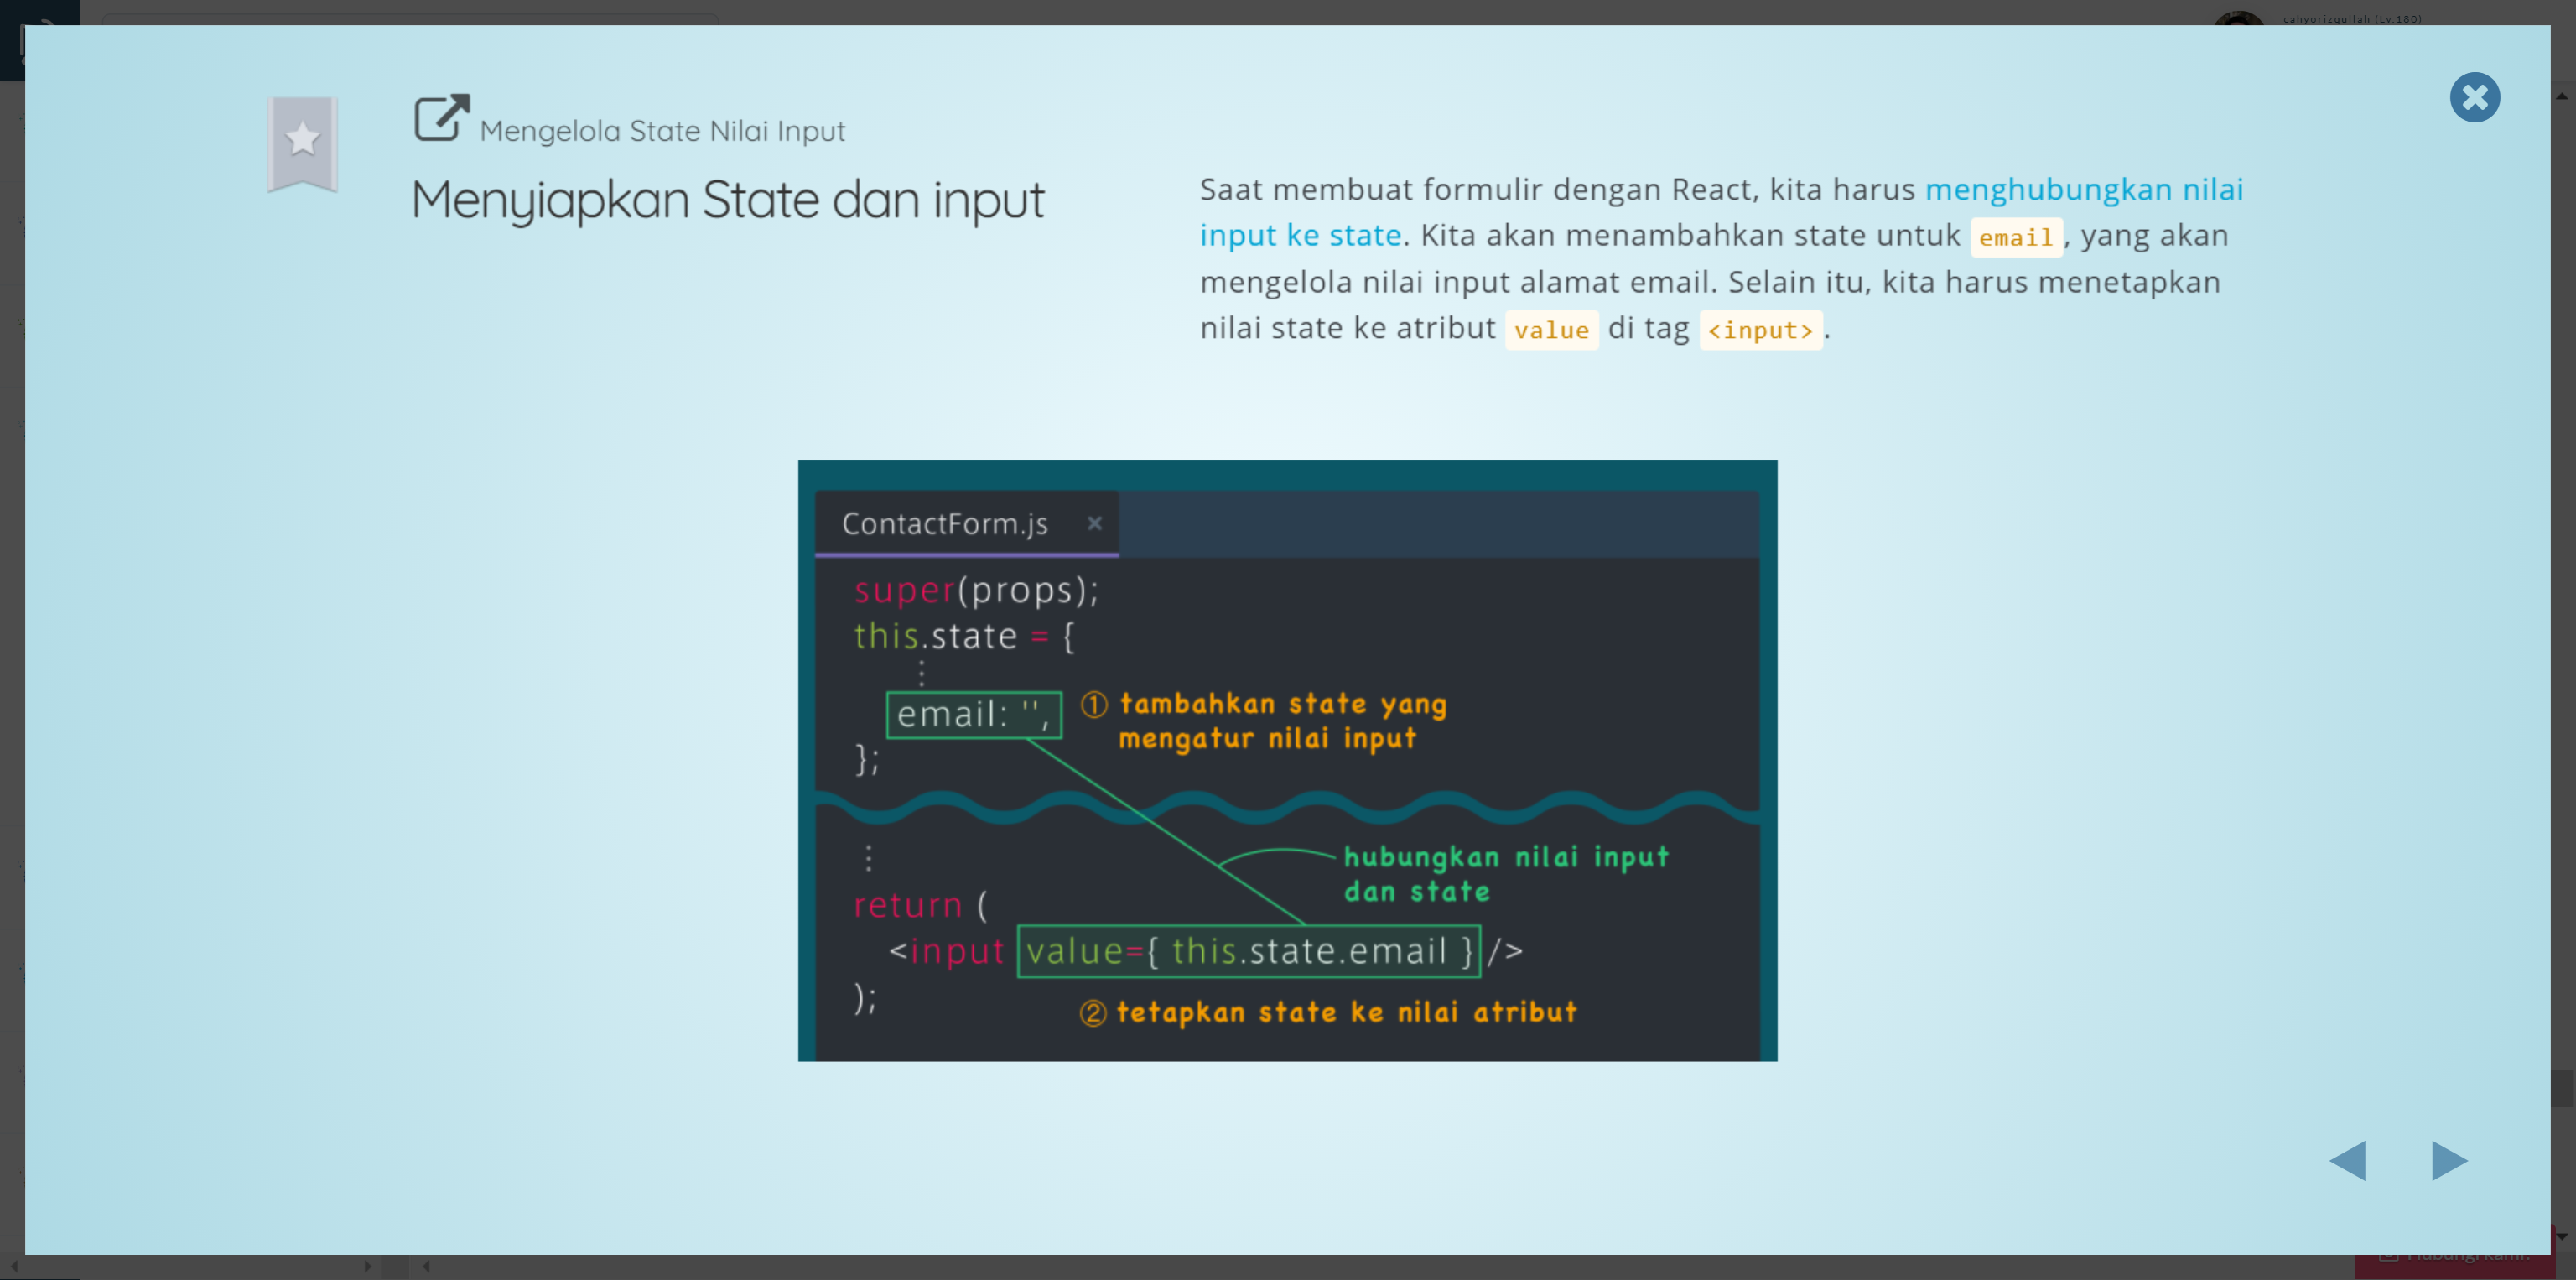 cahyorizqullah (Lv.180)
Mengelola State Nilai Input
Menyiapkan State dan input
Saat membuat formulir dengan React, kita harus menghubungkan nilai
input ke state. Kita akan menambahkan state untuk email, yang akan
mengelola nilai input alamat email. Selain itu, kita harus menetapkan
nilai state ke atribut value di tag <input>.
ContactForm.js
super(props);
this.state = {
email: '',
① tambahkan state yang
mengatur nilai input
};
hubungkan nilai input
dan state
return (
<input value={ this.state.email } />
);
② tetapkan state ke nilai atribut